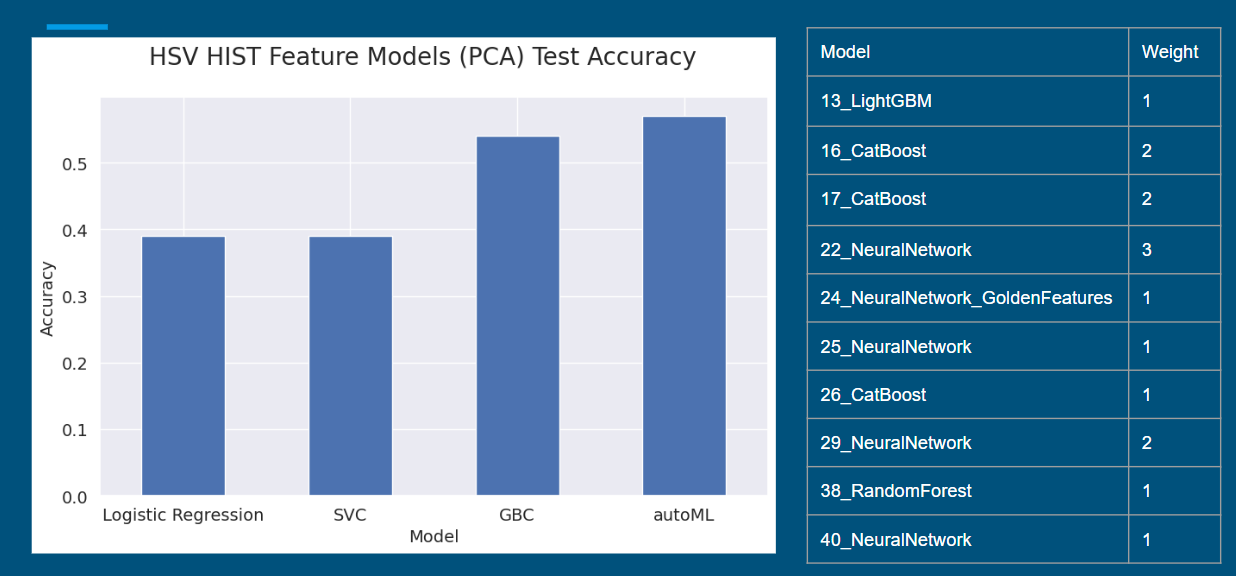 HSV HIST Feature Models (PCA) Test Accuracy
0.5
0.4
0.3
0.2
0.1
0.0
Accuracy
Logistic Regression SVC GBC autoML
Model
Model Weight
13_LightGBM 1
16_CatBoost 2
17_CatBoost 2
22_NeuralNetwork 3
24_NeuralNetwork_GoldenFeatures 1
25_NeuralNetwork 1
26_CatBoost 1
29_NeuralNetwork 2
38_RandomForest 1
40_NeuralNetwork 1